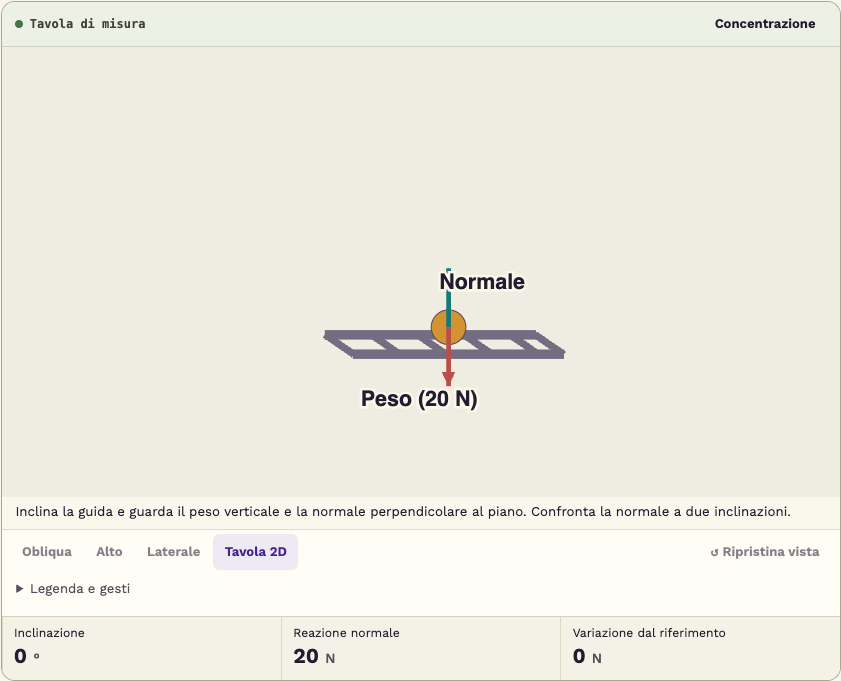 Tavola di misura
Concentrazione
Normale
Peso (20 N)
Inclina la guida e guarda il peso verticale e la normale perpendicolare al piano. Confronta la normale a due inclinazioni.
Obliqua Alto Laterale Tavola 2D ↺ Ripristina vista
▶ Legenda e gesti
Inclinazione
0 °
Reazione normale
20 N
Variazione dal riferimento
0 N